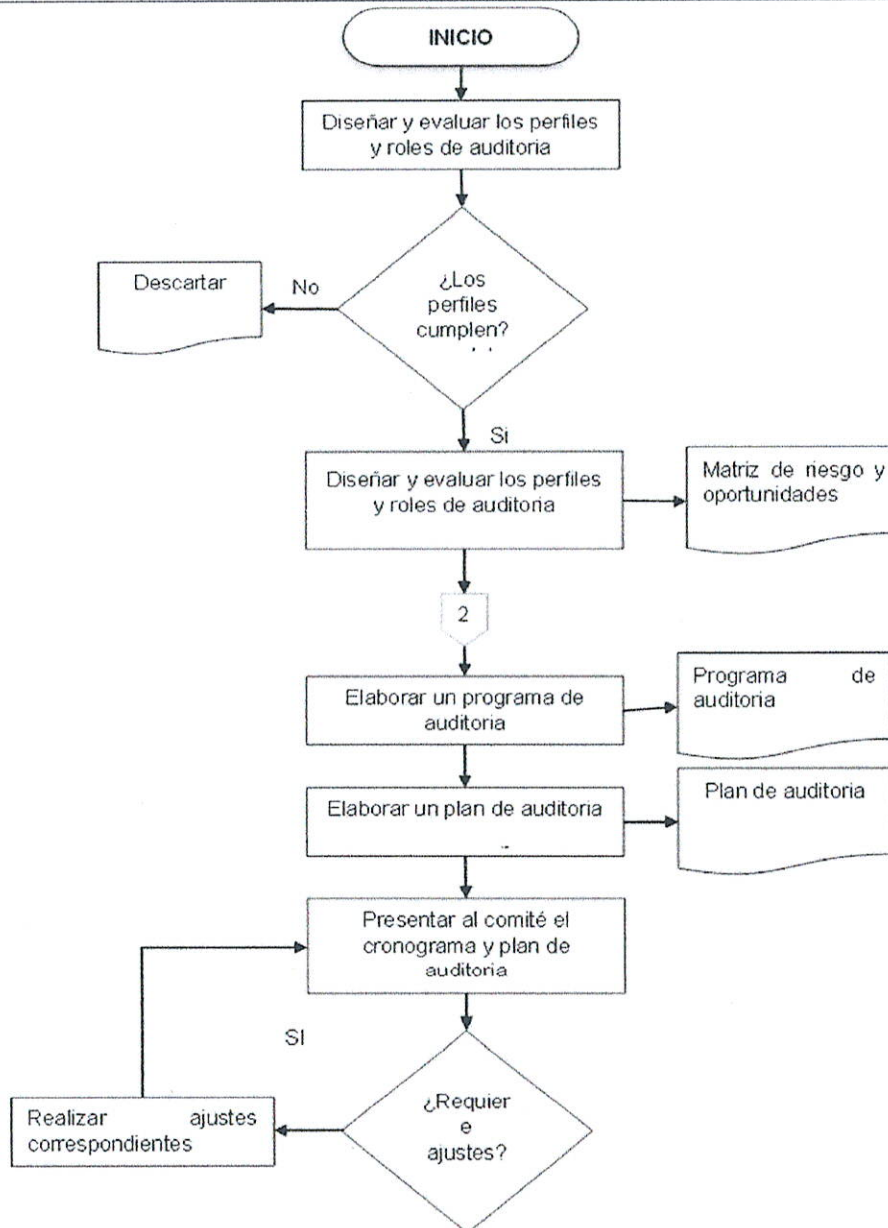 INICIO
Diseñar y evaluar los perfiles
y roles de auditoria
¿Los
perfiles
cumplen?
No
Descartar
Si
Diseñar y evaluar los perfiles
y roles de auditoria
Matriz de riesgo y
oportunidades
2
Elaborar un programa de
auditoria
Programa de
auditoria
Elaborar un plan de auditoria
Plan de auditoria
Presentar al comité el
cronograma y plan de
auditoria
SI
¿Requier
e
ajustes?
Realizar ajustes
correspondientes